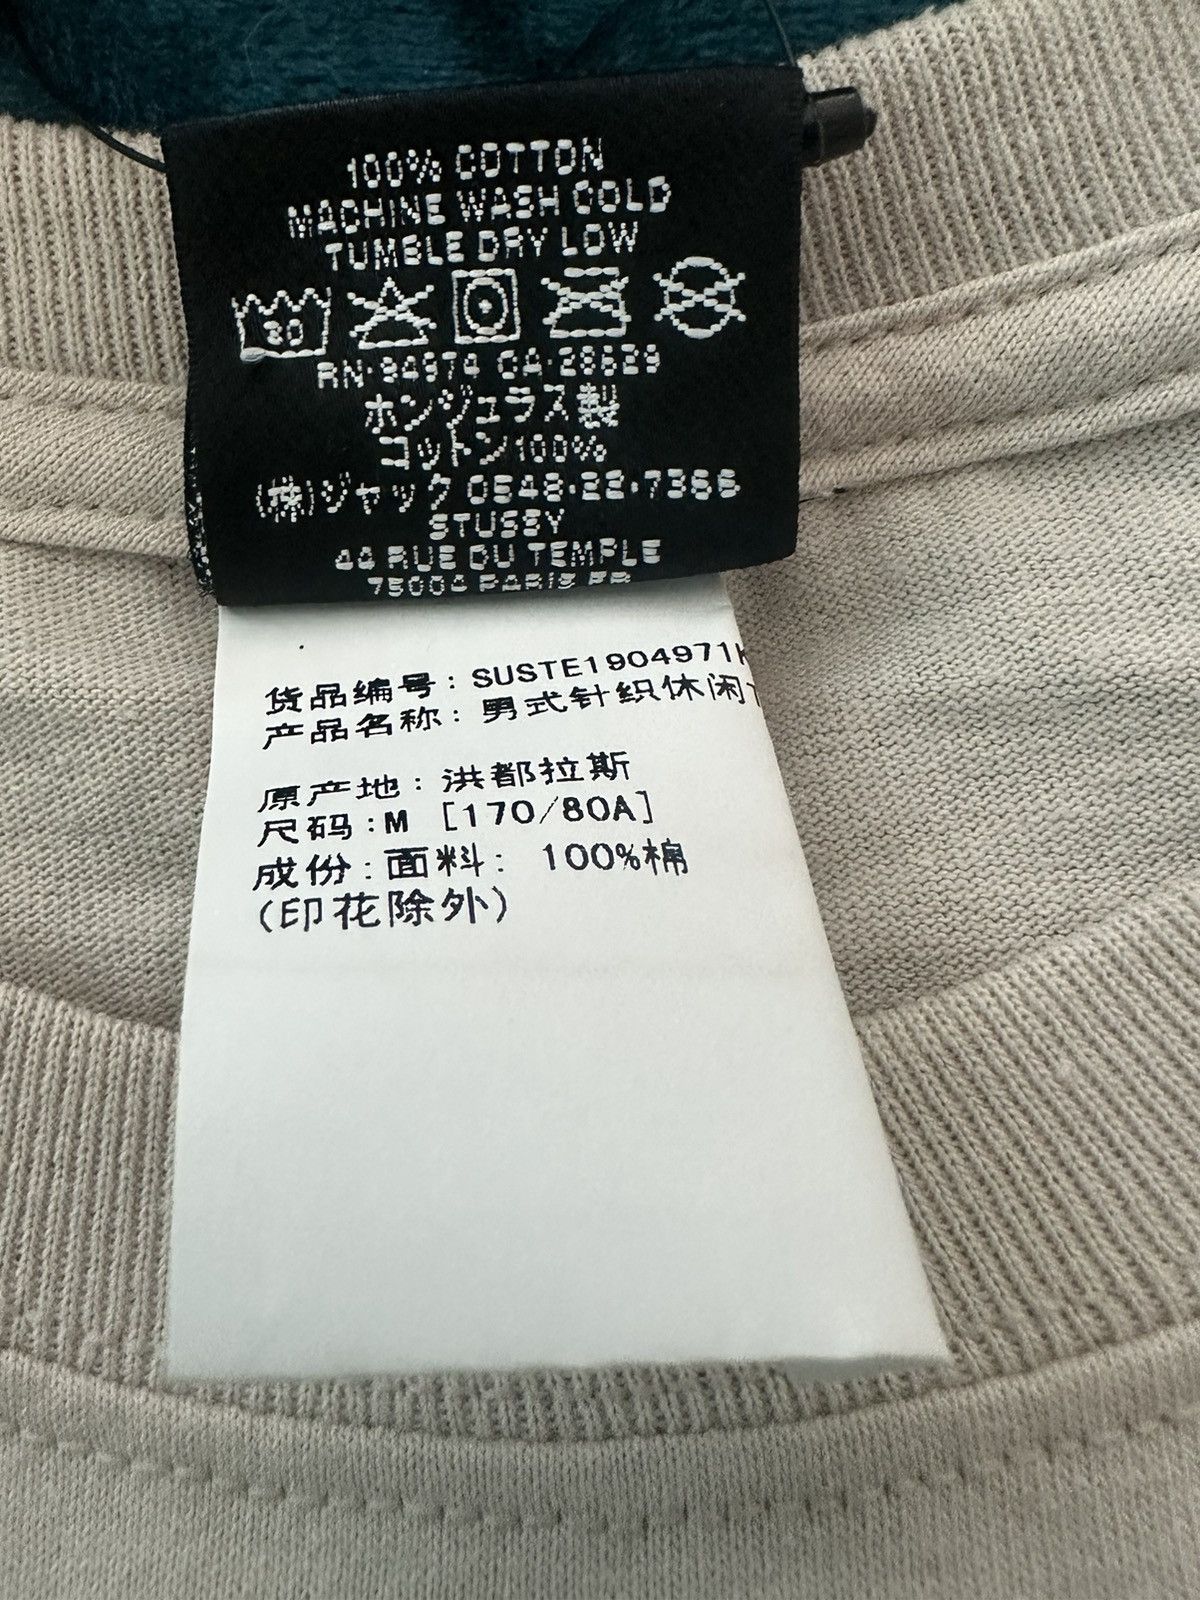 100% COTTON
MACHINE WASH COLD
TUMBLE DRY LOW
30
RN·94974 CA·28629
ホンジュラス製
コットン100%
(株)ジャック 0548·22·7366
STUSSY
44 RUE DU TEMPLE
75004 PARIS FR
货品编号: SUSTE1904971K
产品名称: 男式针织休闲
原产地: 洪都拉斯
尺码:M [170/80A]
成份:面料: 100%棉
(印花除外)